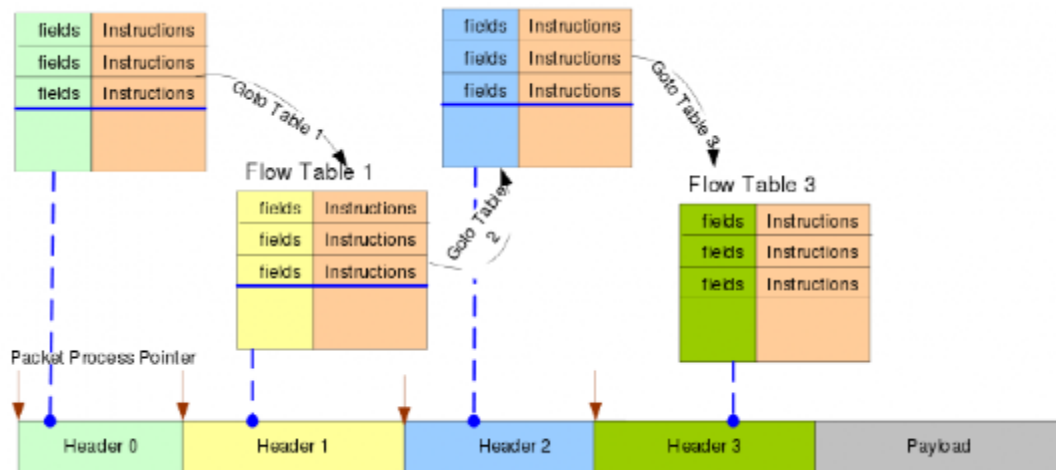 fields Instructions
fields Instructions
fields Instructions
Goto Table 1
Flow Table 1
fields Instructions
fields Instructions
fields Instructions
Goto Table
2
fields Instructions
fields Instructions
fields Instructions
Goto Table 3
Flow Table 3
fields Instructions
fields Instructions
fields Instructions
Packet Process Pointer
Header 0
Header 1
Header 2
Header 3
Payload